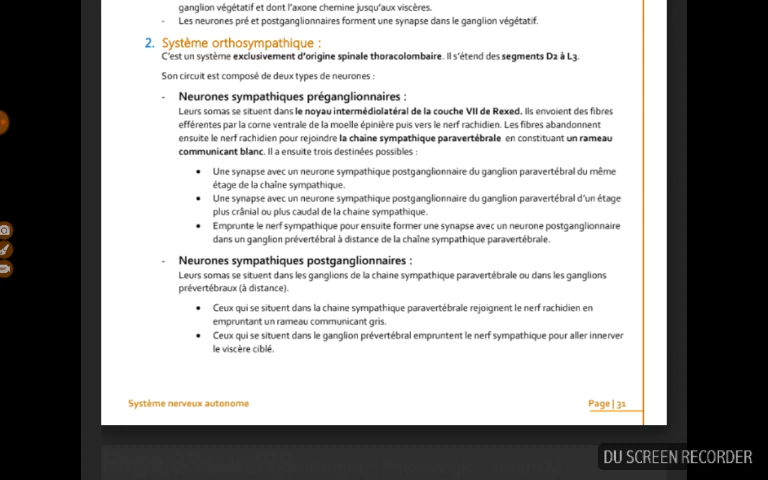 ganglion végétatif et dont l'axone chemine jusqu'aux viscères.
- Les neurones pré et postganglionnaires forment une synapse dans le ganglion végétatif.
2. Système orthosympathique :
C'est un système exclusivement d'origine spinale thoracolombaire. Il s'étend des segments D2 à L3.
Son circuit est composé de deux types de neurones :
- Neurones sympathiques préganglionnaires :
Leurs somas se situent dans le noyau intermédiolatéral de la couche VII de Rexed. Ils envoient des fibres
efférentes par la corne ventrale de la moelle épinière puis vers le nerf rachidien. Les fibres abandonnent
ensuite le nerf rachidien pour rejoindre la chaine sympathique paravertébrale en constituant un rameau
communicant blanc. Il a ensuite trois destinées possibles :
• Une synapse avec un neurone sympathique postganglionnaire du ganglion paravertébral du même
étage de la chaîne sympathique.
• Une synapse avec un neurone sympathique postganglionnaire du ganglion paravertébral d'un étage
plus crânial ou plus caudal de la chaine sympathique.
• Emprunte le nerf sympathique pour ensuite former une synapse avec un neurone postganglionnaire
dans un ganglion prévertébral à distance de la chaîne sympathique paravertébrale.
- Neurones sympathiques postganglionnaires :
Leurs somas se situent dans les ganglions de la chaine sympathique paravertébrale ou dans les ganglions
prévertébraux (à distance).
• Ceux qui se situent dans la chaine sympathique paravertébrale rejoignent le nerf rachidien en
empruntant un rameau communicant gris.
• Ceux qui se situent dans le ganglion prévertébral empruntent le nerf sympathique pour aller innerver
le viscère ciblé.
Système nerveux autonome
Page | 31
DU SCREEN RECORDER